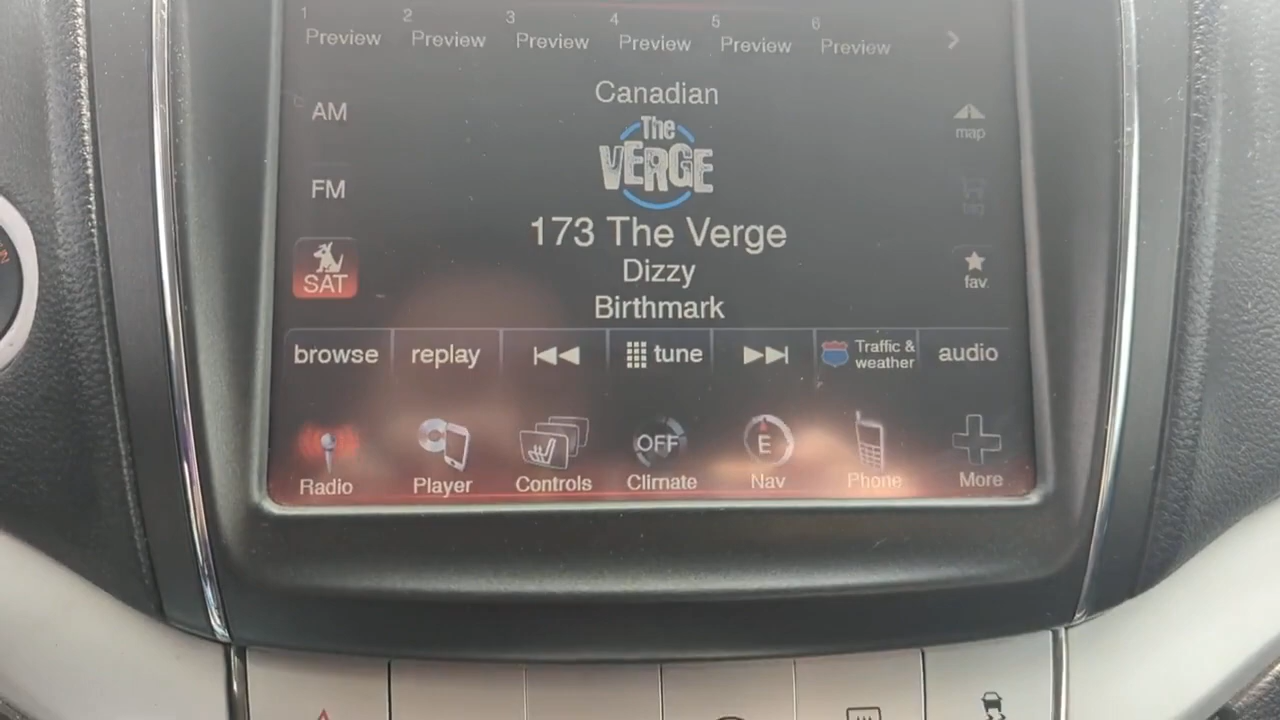 1 2 3 4 5 6
Preview Preview Preview Preview Preview Preview
Canadian
The
VERGE
AM
map
FM
173 The Verge
tag
SAT
Dizzy
fav.
Birthmark
browse replay tune Traffic &
weather audio
OFF E
Radio Player Controls Climate Nav Phone More